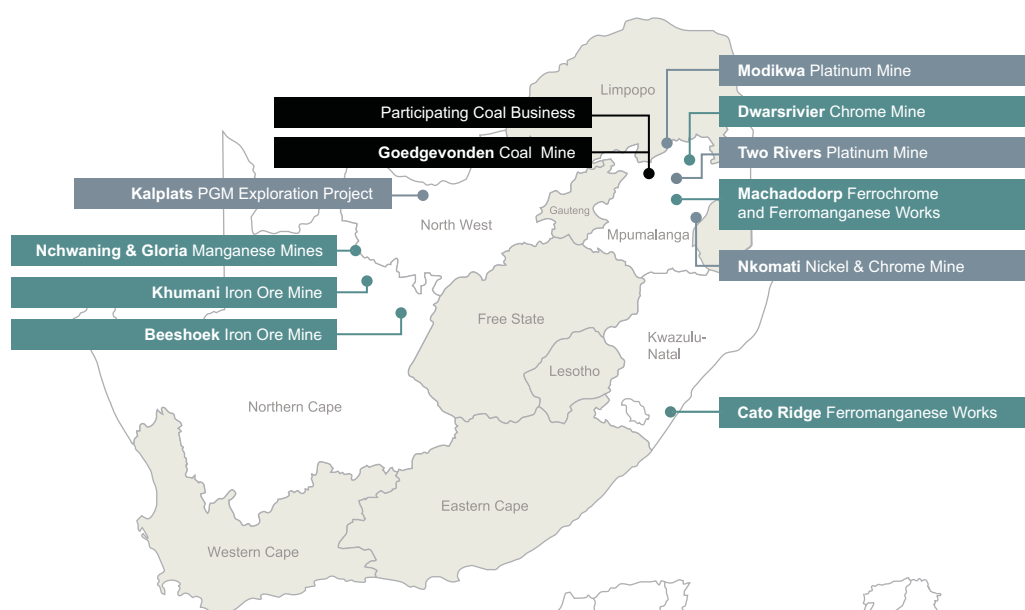 Modikwa Platinum Mine
Limpopo
Participating Coal Business
Dwarsrivier Chrome Mine
Goedgevonden Coal Mine
Two Rivers Platinum Mine
Kalplats PGM Exploration Project
Machadodorp Ferrochrome
and Ferromanganese Works
Gauteng
North West
Mpumalanga
Nchwaning & Gloria Manganese Mines
Nkomati Nickel & Chrome Mine
Khumani Iron Ore Mine
Free State
Beeshoek Iron Ore Mine
Kwazulu-
Natal
Lesotho
Northern Cape
Cato Ridge Ferromanganese Works
Eastern Cape
Western Cape